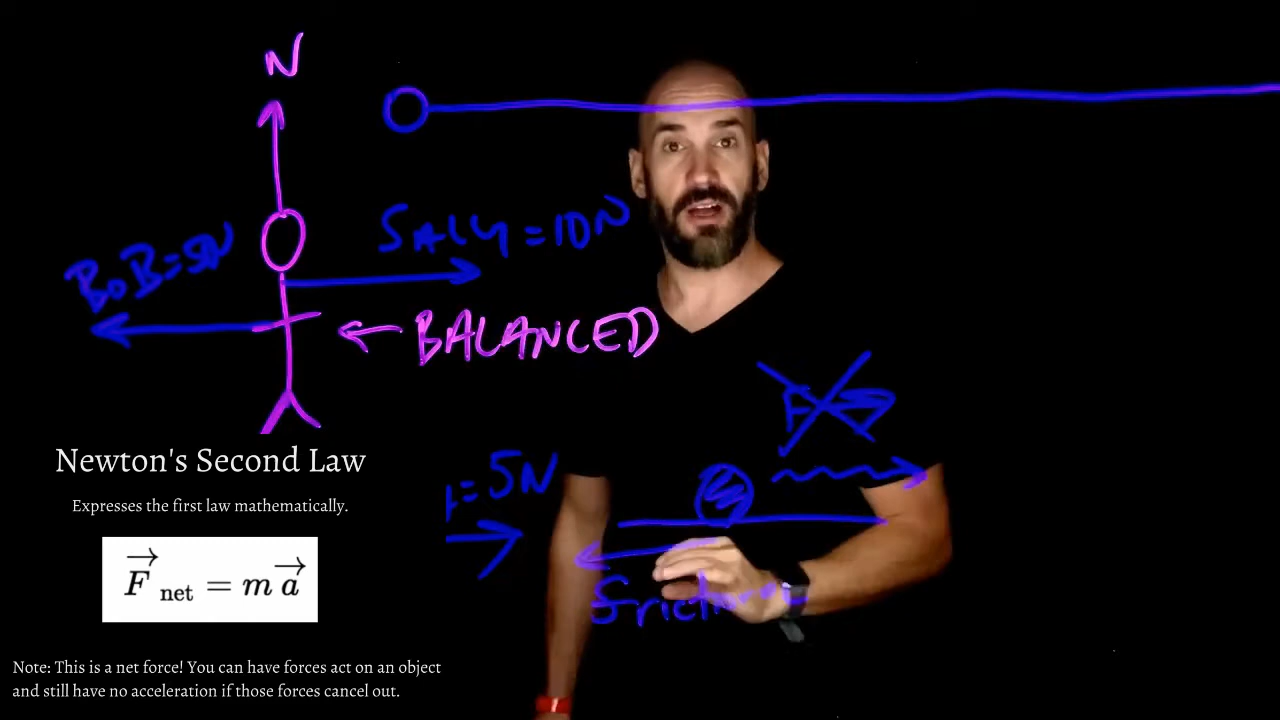 N
BOB=5N
SALLY=10N
← BALANCED
=5N
F
friction
Newton's Second Law
Expresses the first law mathematically.
F net = m a
Note: This is a net force! You can have forces act on an object
and still have no acceleration if those forces cancel out.